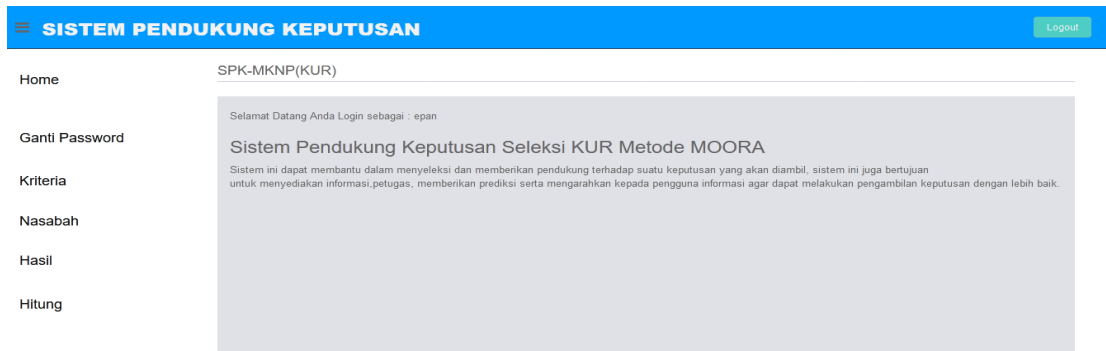 SISTEM PENDUKUNG KEPUTUSAN
Logout
Home
Ganti Password
Kriteria
Nasabah
Hasil
Hitung
SPK-MKNP(KUR)
Selamat Datang Anda Login sebagai : epan
Sistem Pendukung Keputusan Seleksi KUR Metode MOORA
Sistem ini dapat membantu dalam menyeleksi dan memberikan pendukung terhadap suatu keputusan yang akan diambil, sistem ini juga bertujuan
untuk menyediakan informasi,petugas, memberikan prediksi serta mengarahkan kepada pengguna informasi agar dapat melakukan pengambilan keputusan dengan lebih baik.